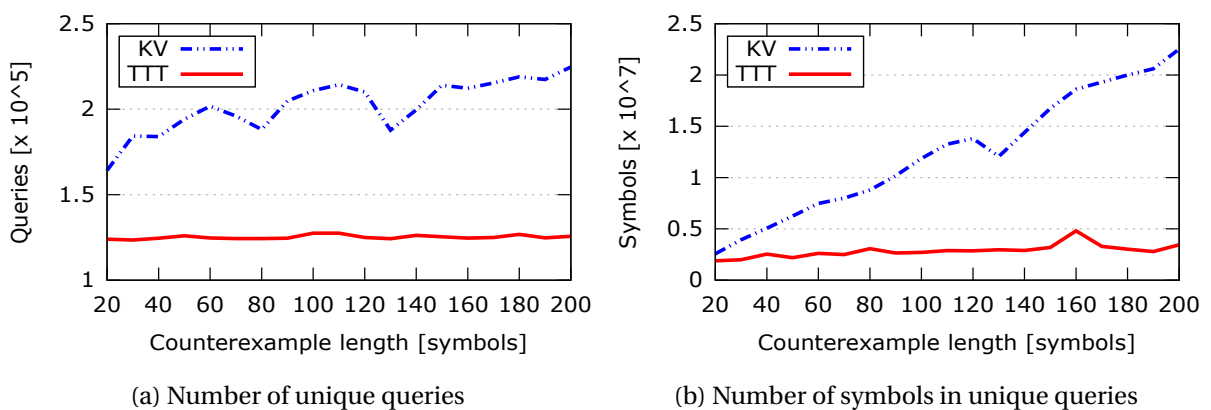 2.5
2
1.5
1
Queries [x 10^5]
KV
TTT
20 40 60 80 100 120 140 160 180 200
Counterexample length [symbols]
(a) Number of unique queries
2.5
2
1.5
1
0.5
0
Symbols [x 10^7]
KV
TTT
20 40 60 80 100 120 140 160 180 200
Counterexample length [symbols]
(b) Number of symbols in unique queries